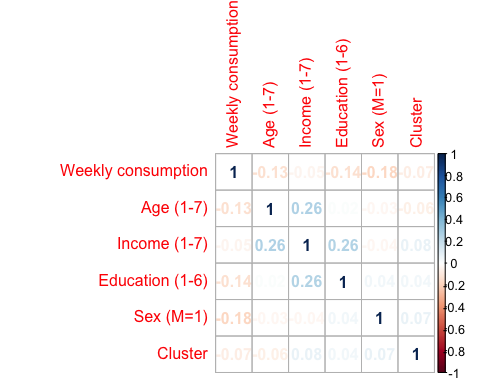 Weekly consumption
Age (1-7)
Income (1-7)
Education (1-6)
Sex (M=1)
Cluster
Weekly consumption 1 -0.13 -0.05 -0.14 -0.18 -0.07
Age (1-7) -0.13 1 0.26 -0.03 -0.06
Income (1-7) -0.05 0.26 1 0.26 -0.04 0.08
Education (1-6) -0.14 0.26 1 0.04 0.04
Sex (M=1) -0.18 -0.03 -0.04 0.04 1 0.07
Cluster -0.07 -0.06 0.08 0.04 0.07 1
1
0.8
0.6
0.4
0.2
0
-0.2
-0.4
-0.6
-0.8
-1